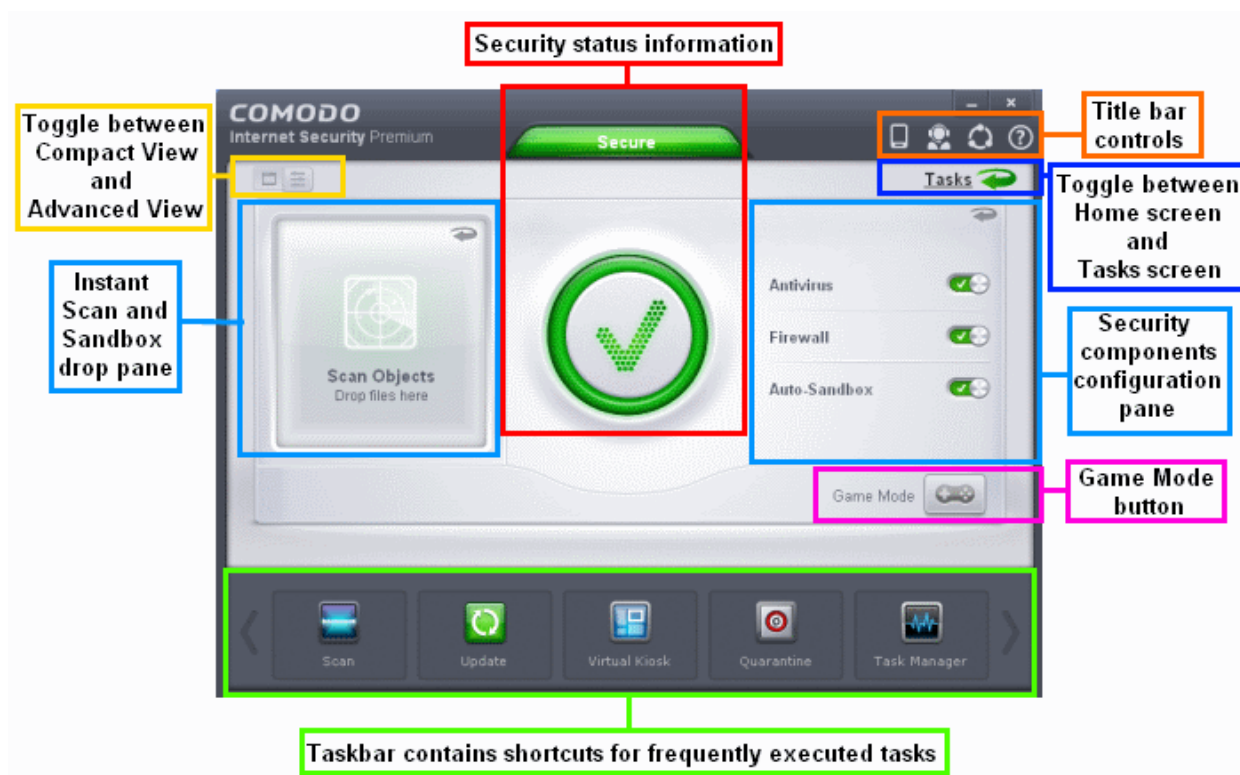 Security status information
Toggle between
Compact View
and
Advanced View
COMODO
Internet Security Premium
Secure
Title bar
controls
Tasks
Toggle between
Home screen
and
Tasks screen
Instant
Scan and
Sandbox
drop pane
Scan Objects
Drop files here
Antivirus
Firewall
Auto-Sandbox
Security
components
configuration
pane
Game Mode
Game Mode
button
Scan
Update
Virtual Kiosk
Quarantine
Task Manager
Taskbar contains shortcuts for frequently executed tasks